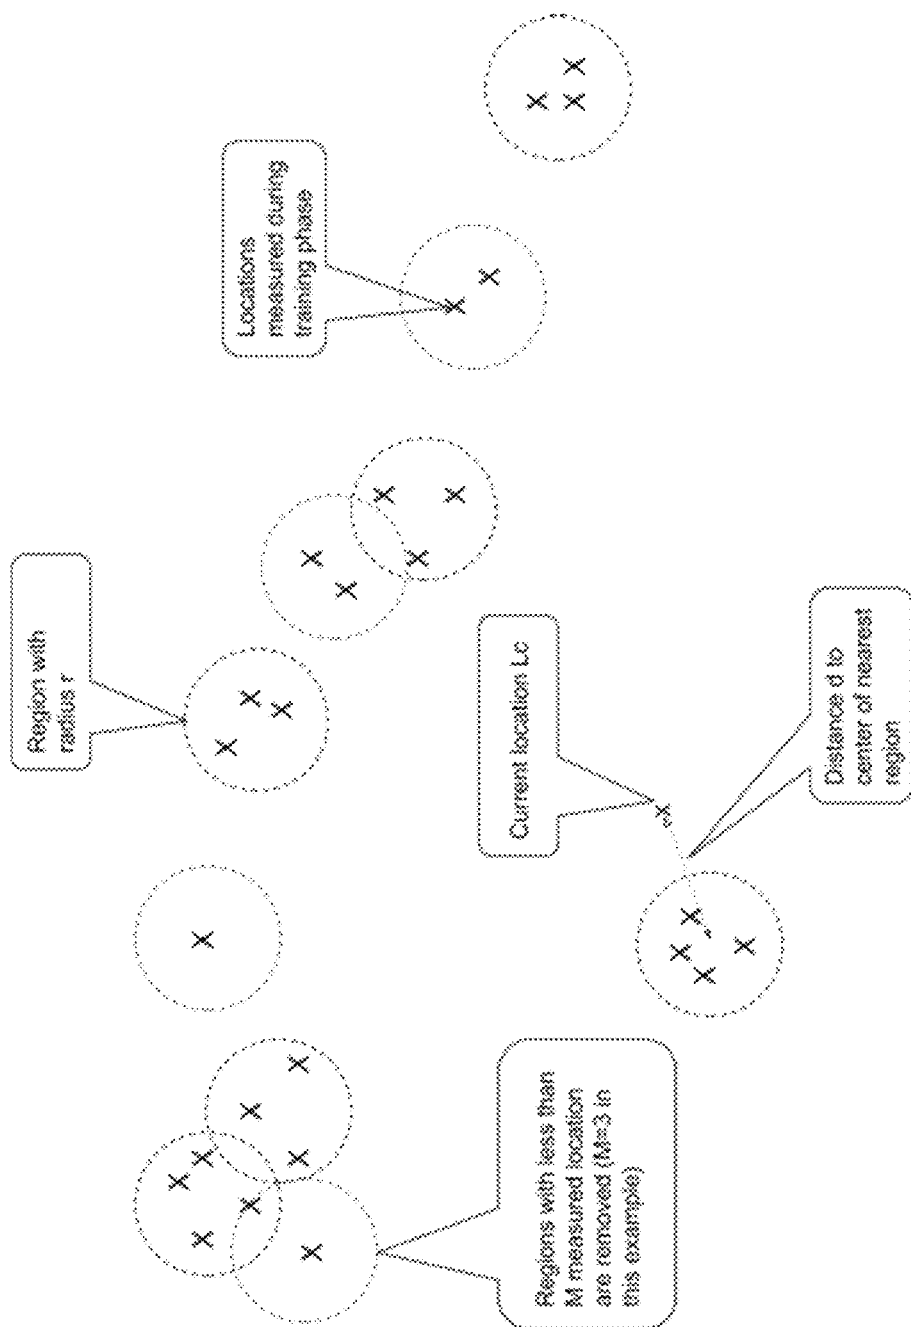 Regions with less than
M measured location
are removed (M=3 in
this example)
Region with
radius r
Locations
measured during
training phase
Current location Lc
Distance d to
center of nearest
region